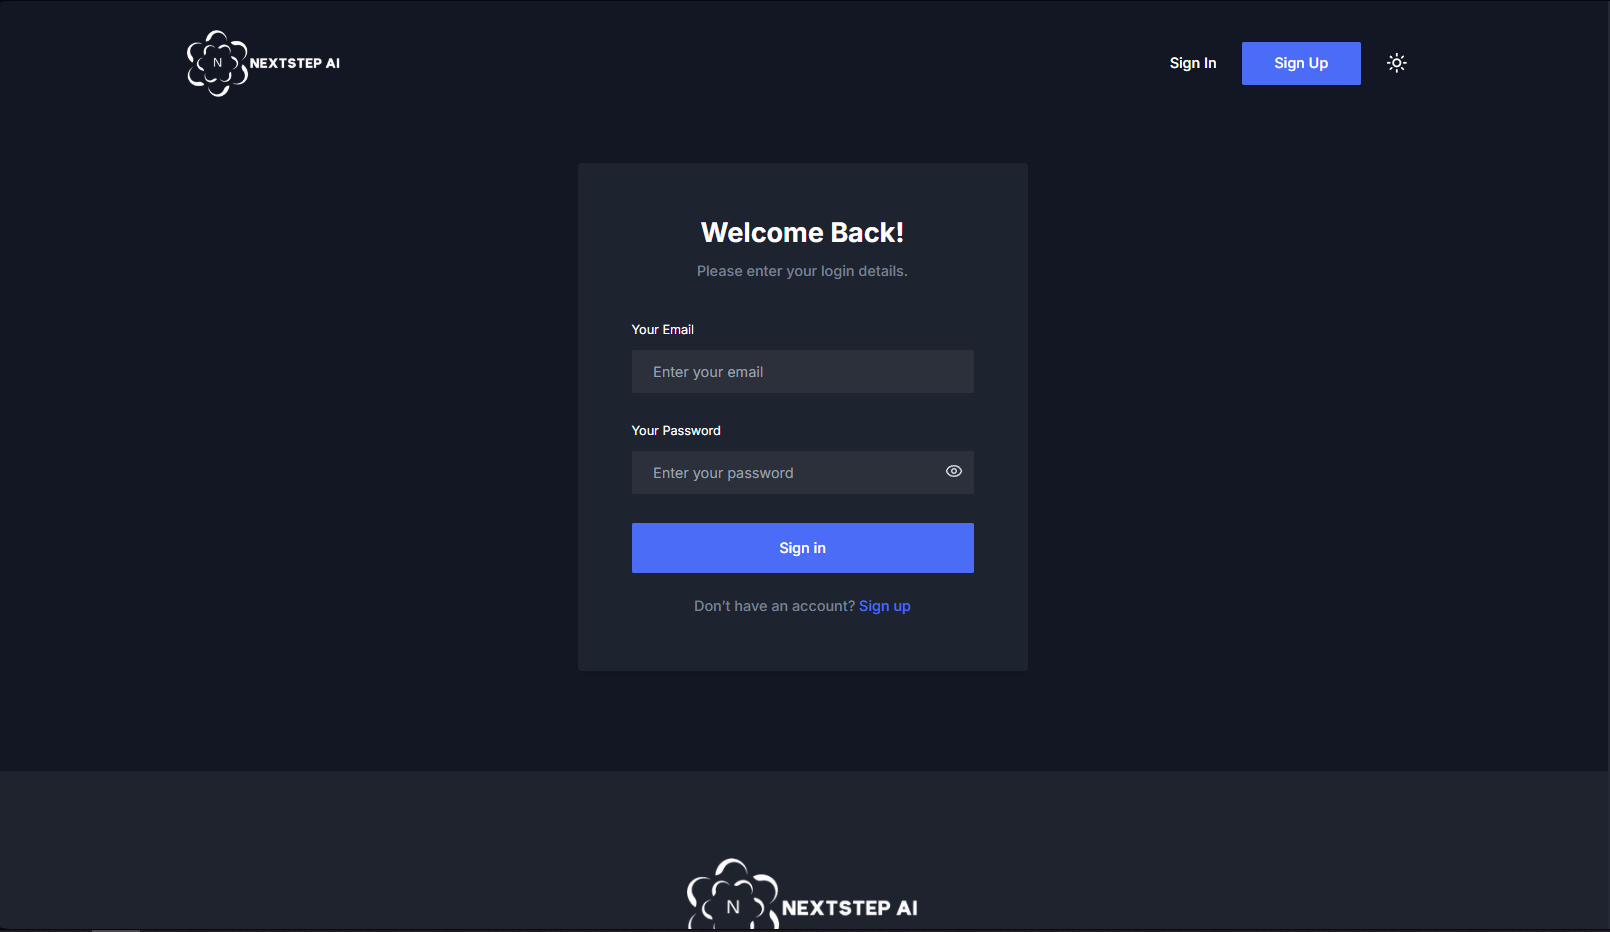 N
NEXTSTEP AI
Sign In
Sign Up
Welcome Back!
Please enter your login details.
Your Email
Enter your email
Your Password
Enter your password
Sign in
Don’t have an account? Sign up
N
NEXTSTEP AI